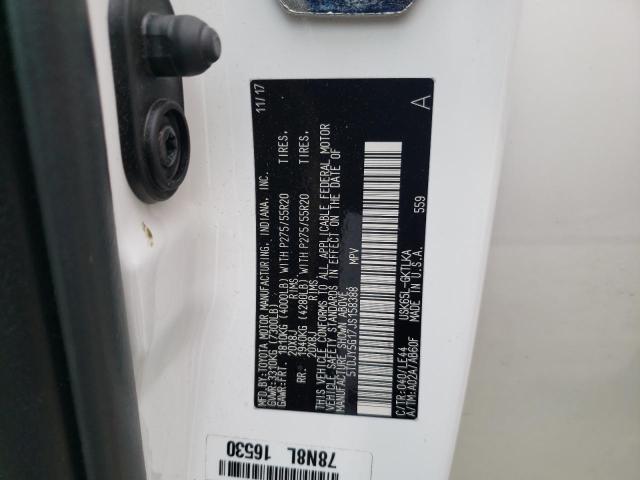 MFD.BY:TOYOTA MOTOR MANUFACTURING, INDIANA, INC. 11/17
GVWR:3310KG(7300LB)
GAWR:FRT. 1810KG(4000LB) WITH P275/55R20 TIRES,
20X8J RIMS,
RR. 1940KG(4280LB) WITH P275/55R20 TIRES,
20X8J RIMS,
THIS VEHICLE CONFORMS TO ALL APPLICABLE FEDERAL MOTOR
VEHICLE SAFETY STANDARDS IN EFFECT ON THE DATE OF
MANUFACTURE SHOWN ABOVE.
5TDJY5G17JS158388 MPV A
C/TR:040/LE44 USK65L-GKTLKA 559
A/TM:A02A/AB60F MADE IN U.S.A.
78N8L 16530